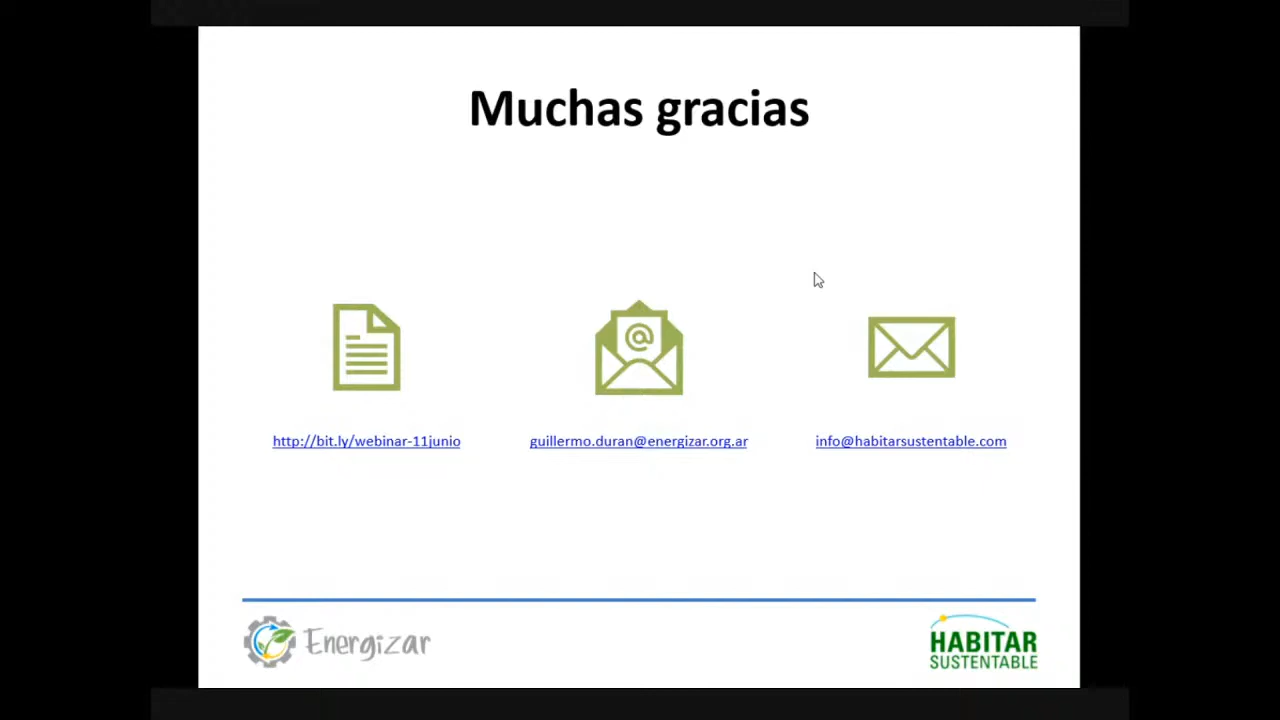 Muchas gracias
@
http://bit.ly/webinar-11junio
guillermo.duran@energizar.org.ar
info@habitarsustentable.com
Energizar
HABITAR
SUSTENTABLE